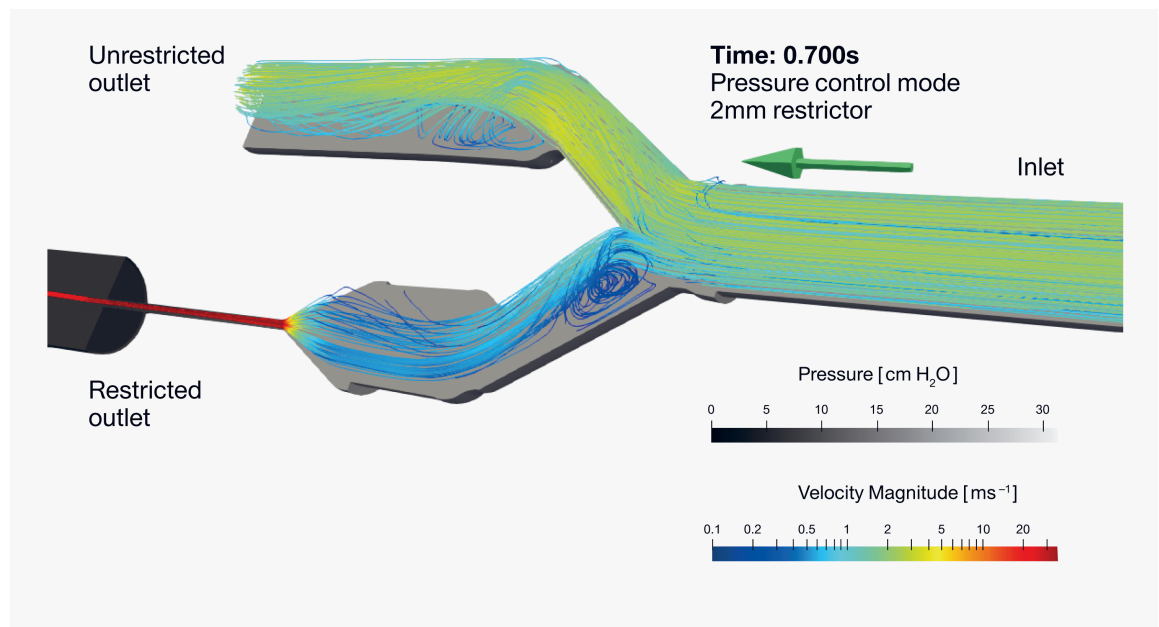 Unrestricted
outlet
Time: 0.700s
Pressure control mode
2mm restrictor
Inlet
Restricted
outlet
Pressure [cm H₂O]
0 5 10 15 20 25 30
Velocity Magnitude [ms⁻¹]
0.1 0.2 0.5 1 2 5 10 20